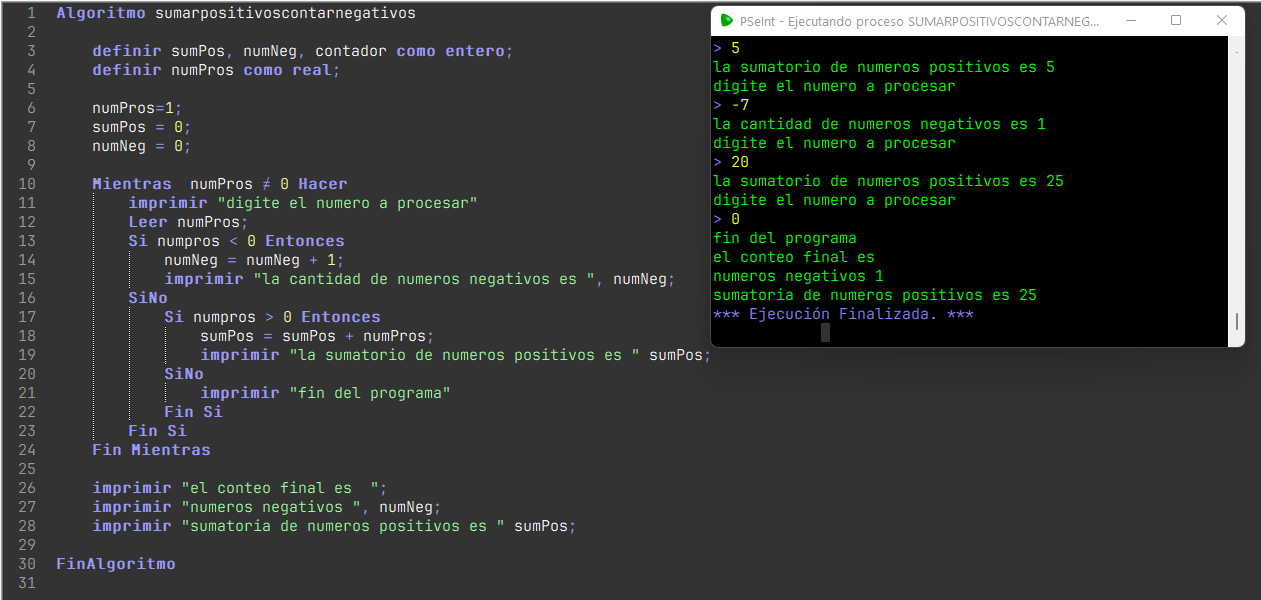 1 Algoritmo sumarpositivoscontarnegativos
2
3 definir sumPos, numNeg, contador como entero;
4 definir numPros como real;
5
6 numPros=1;
7 sumPos = 0;
8 numNeg = 0;
9
10 Mientras  numPros ≠ 0 Hacer
11 imprimir "digite el numero a procesar"
12 Leer numPros;
13 Si numpros < 0 Entonces
14 numNeg = numNeg + 1;
15 imprimir "la cantidad de numeros negativos es ", numNeg;
16 SiNo
17 Si numpros > 0 Entonces
18 sumPos = sumPos + numPros;
19 imprimir "la sumatorio de numeros positivos es " sumPos;
20 SiNo
21 imprimir "fin del programa"
22 Fin Si
23 Fin Si
24 Fin Mientras
25
26 imprimir "el conteo final es  ";
27 imprimir "numeros negativos ", numNeg;
28 imprimir "sumatoria de numeros positivos es " sumPos;
29
30 FinAlgoritmo
31
PSeInt - Ejecutando proceso SUMARPOSITIVOSCONTARNEG...
> 5
la sumatorio de numeros positivos es 5
digite el numero a procesar
> -7
la cantidad de numeros negativos es 1
digite el numero a procesar
> 20
la sumatorio de numeros positivos es 25
digite el numero a procesar
> 0
fin del programa
el conteo final es
numeros negativos 1
sumatoria de numeros positivos es 25
*** Ejecución Finalizada. ***